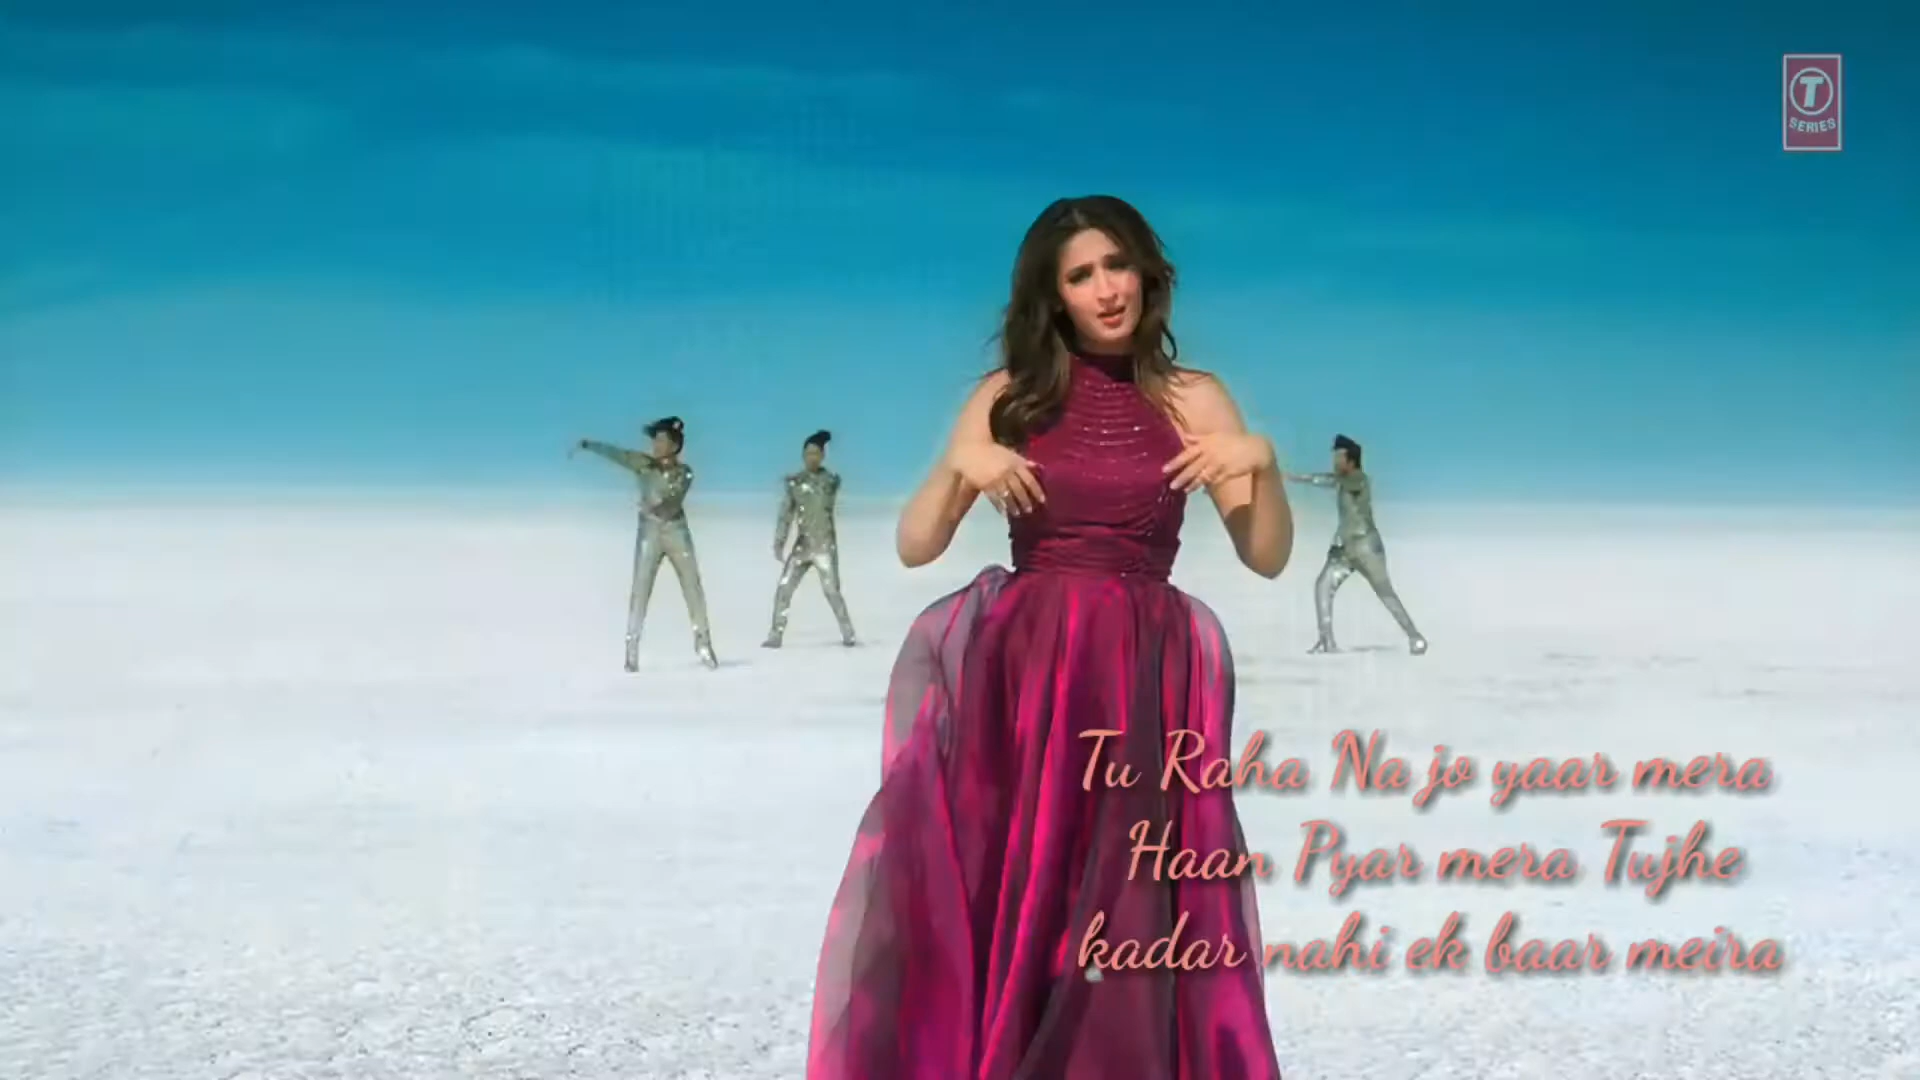 T
SERIES
Tu Raha Na jo yaar mera
Haan Pyar mera Tujhe
kadar nahi ek baar meira